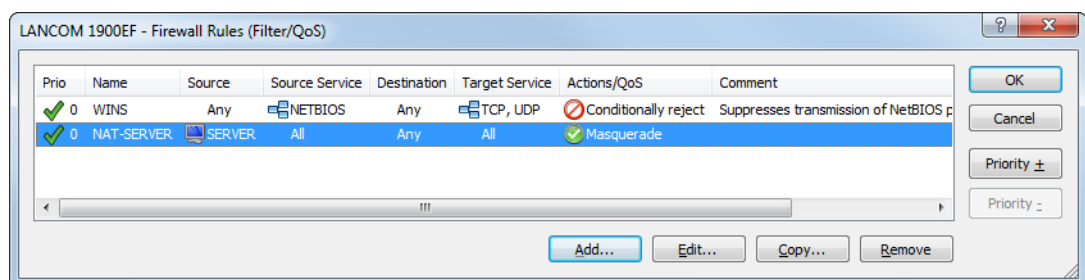 LANCOM 1900EF - Firewall Rules (Filter/QoS)
Prio Name Source Source Service Destination Target Service Actions/QoS Comment
0 WINS Any NETBIOS Any TCP, UDP Conditionally reject Suppresses transmission of NetBIOS p
0 NAT-SERVER SERVER All Any All Masquerade
OK
Cancel
Priority +
Priority -
Add... Edit... Copy... Remove